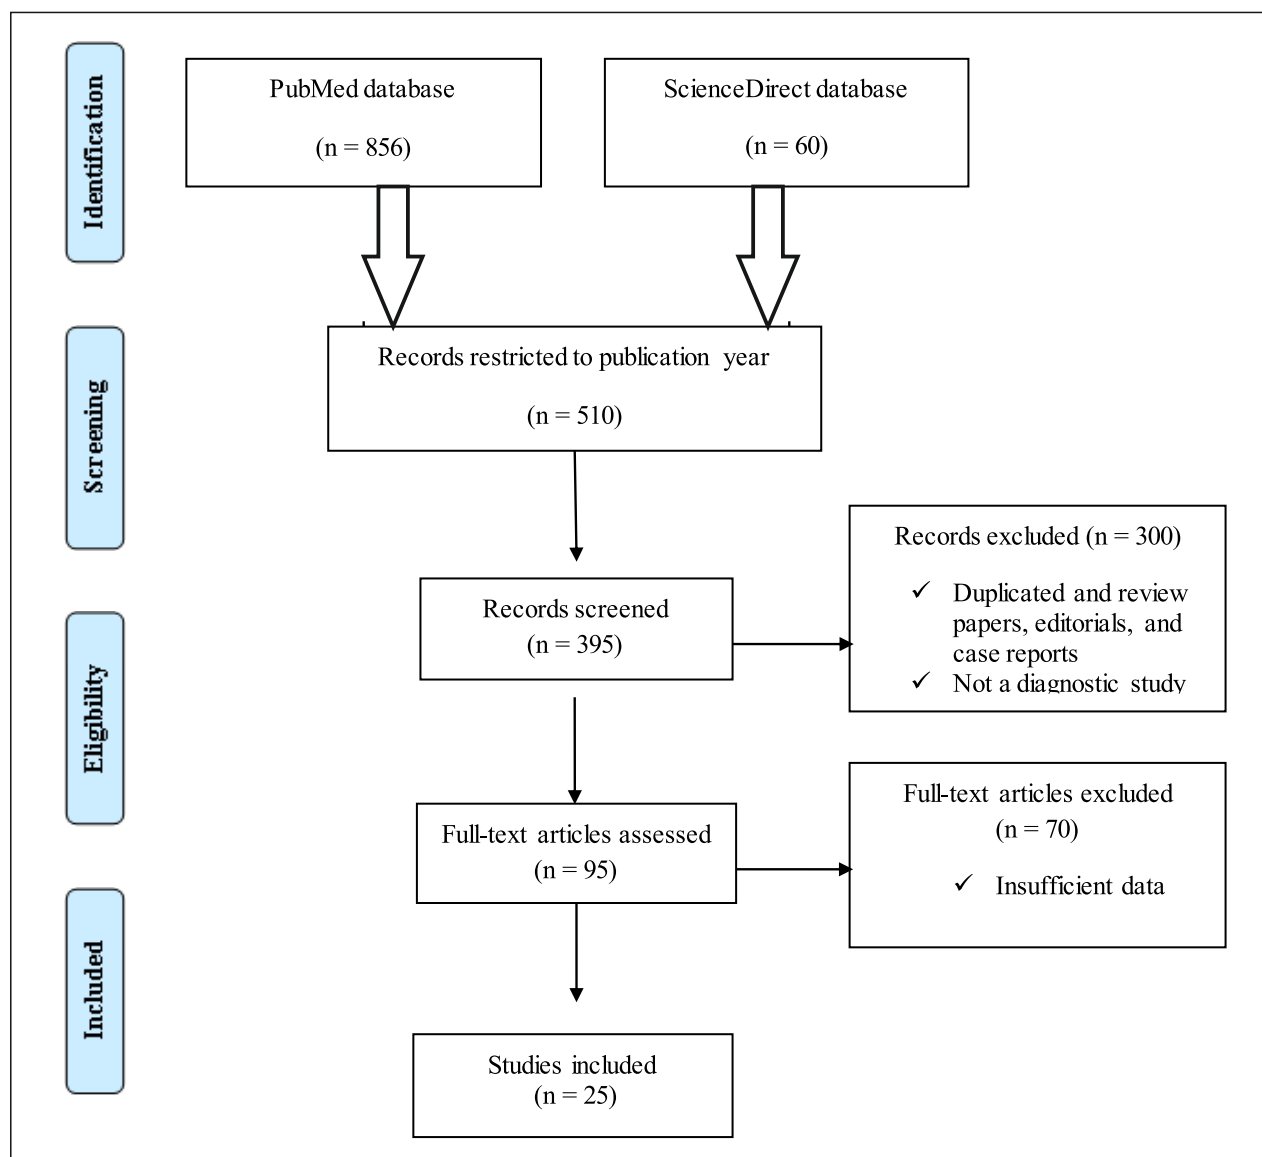 Identification
PubMed database
(n = 856)
ScienceDirect database
(n = 60)
Screening
Records restricted to publication year
(n = 510)
Records screened
(n = 395)
Records excluded (n = 300)
✓ Duplicated and review
papers, editorials, and
case reports
✓ Not a diagnostic study
Eligibility
Full-text articles assessed
(n = 95)
Full-text articles excluded
(n = 70)
✓ Insufficient data
Included
Studies included
(n = 25)